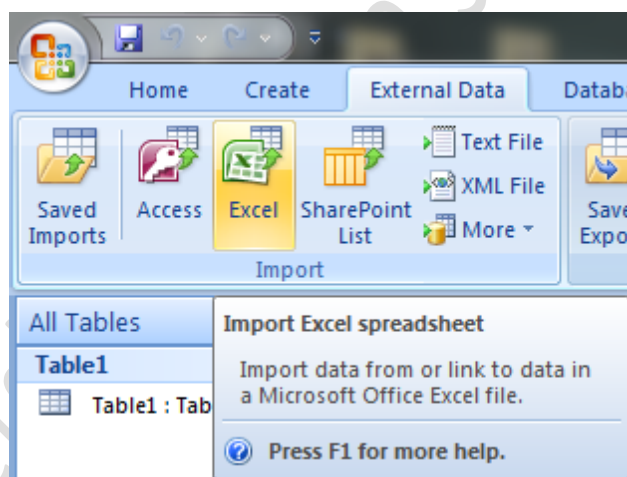 Home Create External Data Datab
Saved Imports
Access
Excel
SharePoint List
Text File
XML File
More
Save
Expo
Import
All Tables
Table1
Table1 : Tab
Import Excel spreadsheet
Import data from or link to data in
a Microsoft Office Excel file.
Press F1 for more help.